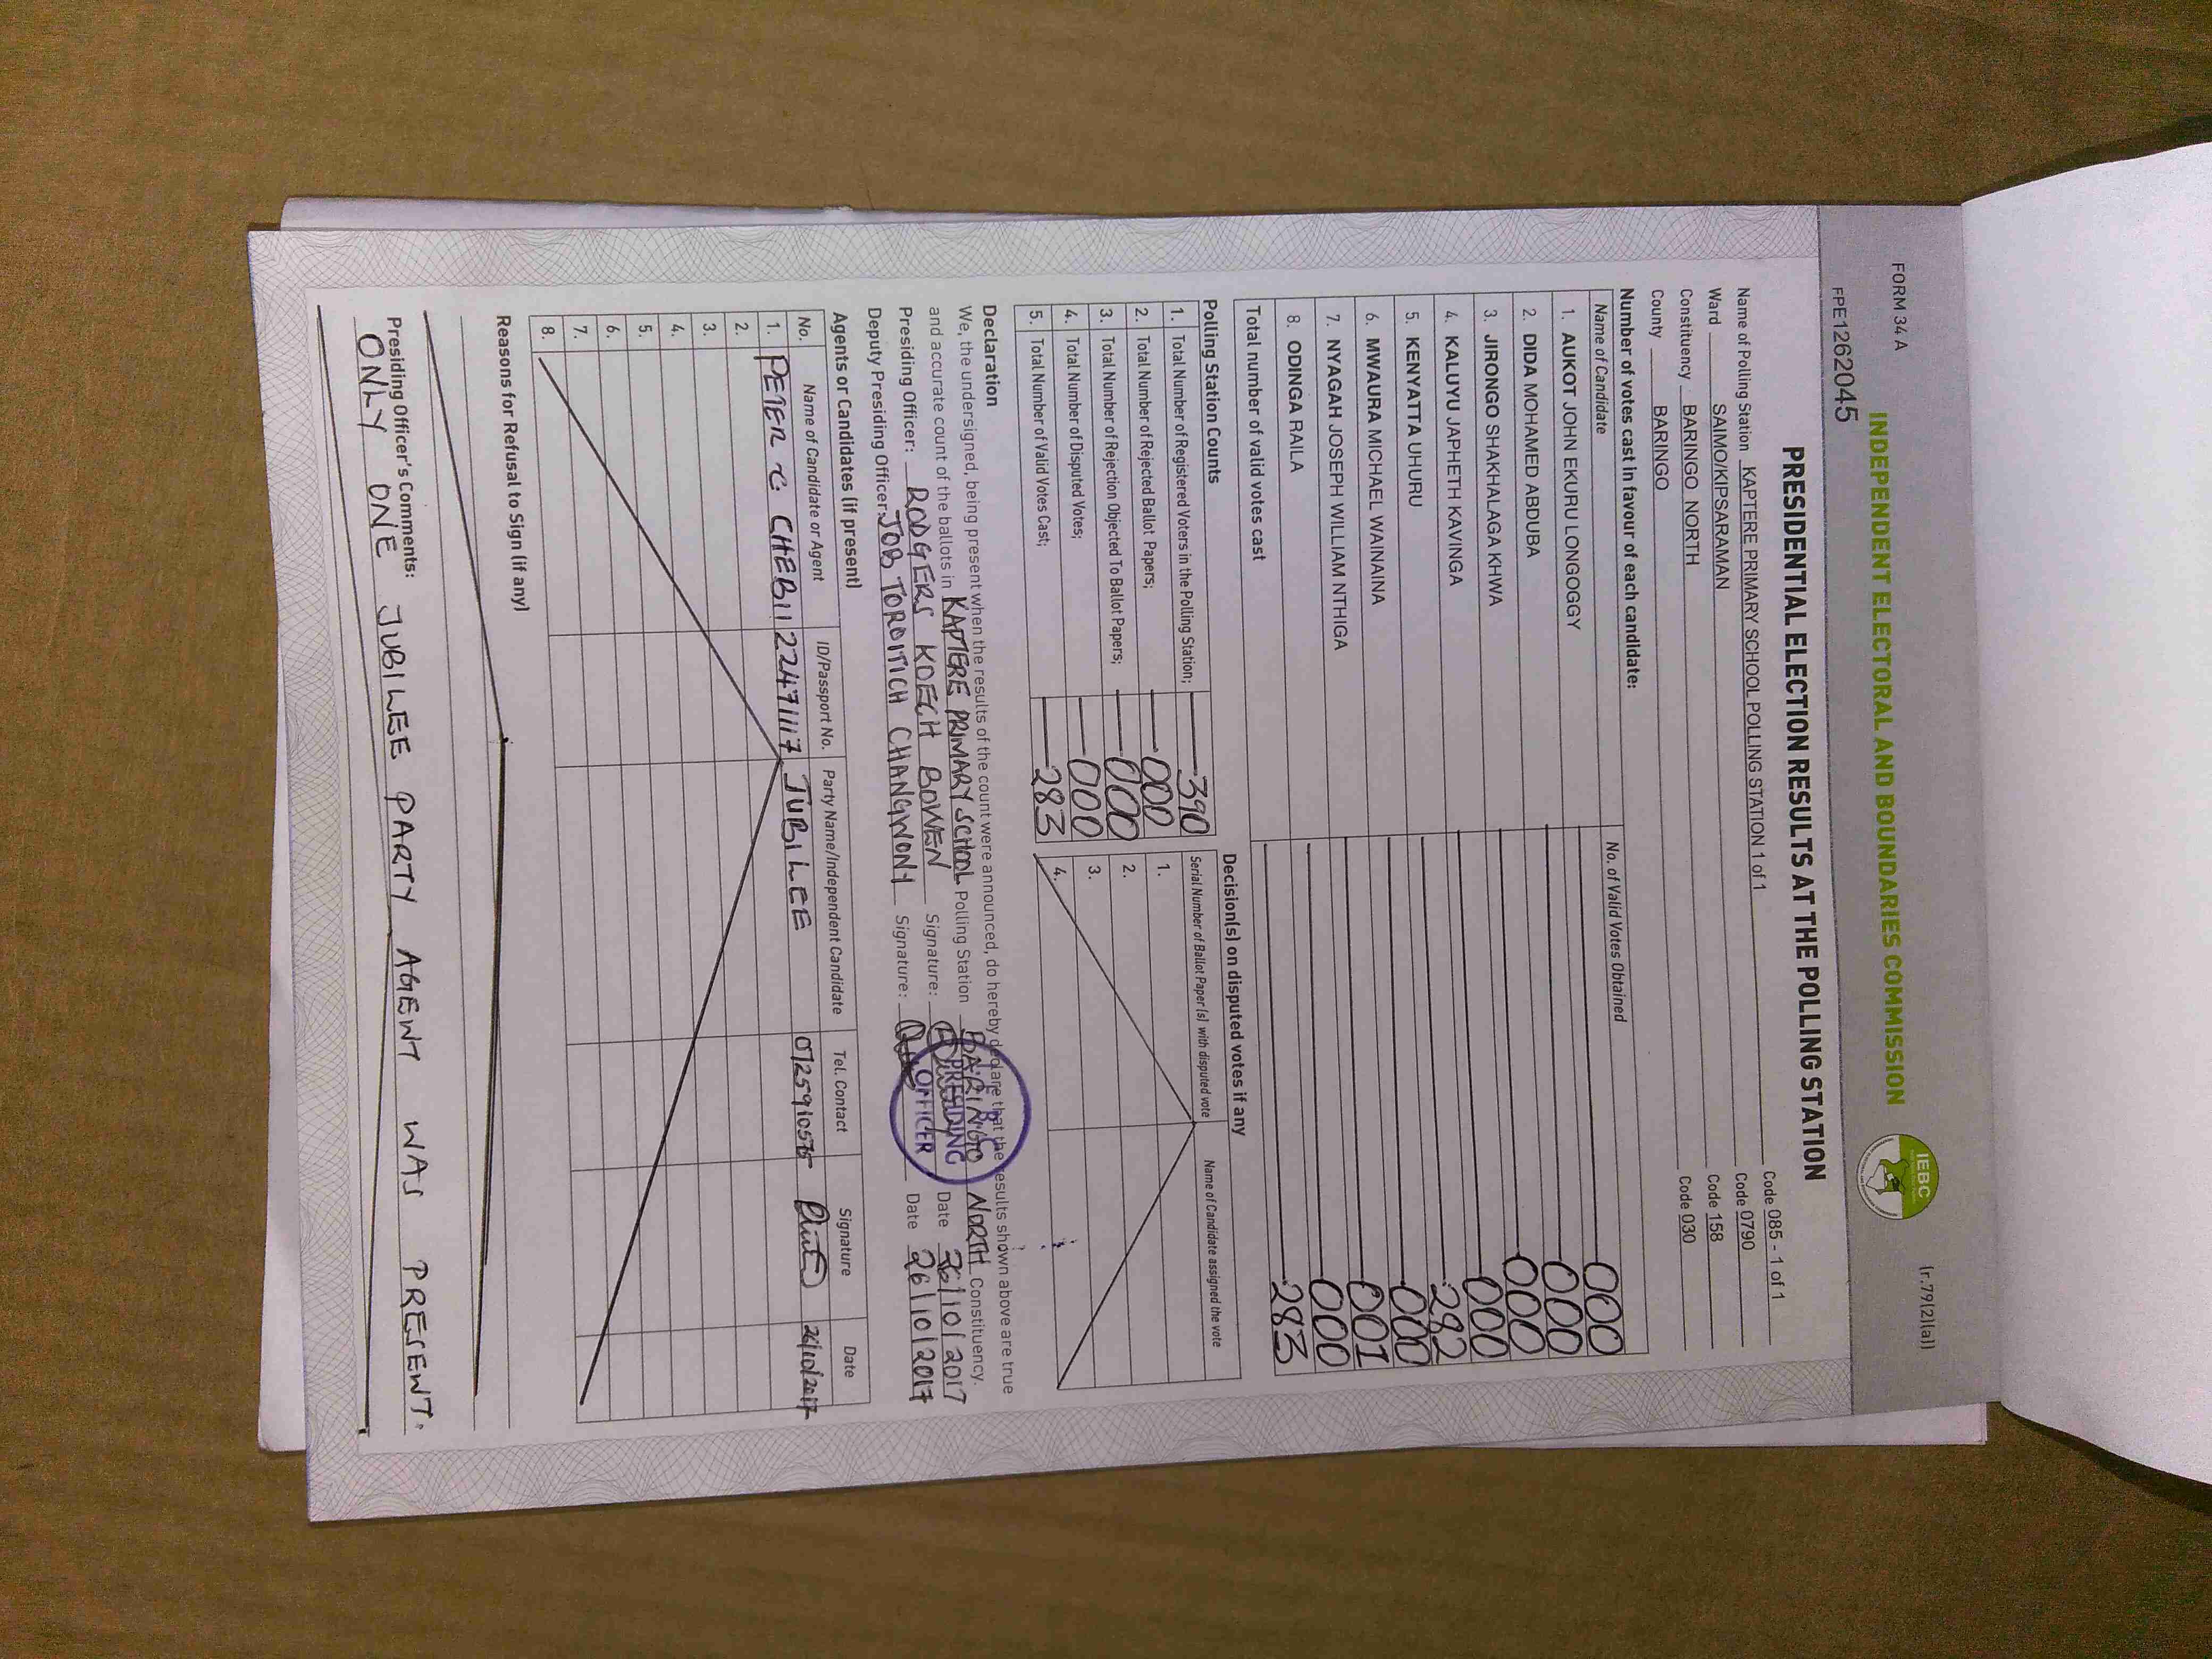 FORM 34 A
(r.79(2)(a))
INDEPENDENT ELECTORAL AND BOUNDARIES COMMISSION
IEBC
FPE1262045
PRESIDENTIAL ELECTION RESULTS AT THE POLLING STATION
Name of Polling Station KAPTERE PRIMARY SCHOOL POLLING STATION 1 of 1 Code 085 - 1 of 1
Ward SAIMO/KIPSARAMAN Code 0790
Constituency BARINGO NORTH Code 158
County BARINGO Code 030
Number of votes cast in favour of each candidate:
Name of Candidate No. of Valid Votes Obtained
1. AUKOT JOHN EKURU LONGOGGY 000
2. DIDA MOHAMED ABDUBA 000
3. JIRONGO SHAKHALAGA KHWA 000
4. KALUYU JAPHETH KAVINGA 000
5. KENYATTA UHURU 282
6. MWAURA MICHAEL WAINAINA 000
7. NYAGAH JOSEPH WILLIAM NTHIGA 001
8. ODINGA RAILA 000
Total number of valid votes cast 283
Polling Station Counts
1. Total Number of Registered Voters in the Polling Station; 390
2. Total Number of Rejected Ballot Papers; 000
3. Total Number of Rejection Objected To Ballot Papers; 000
4. Total Number of Disputed Votes; 000
5. Total Number of Valid Votes Cast; 283
Decision(s) on disputed votes if any
Serial Number of Ballot Paper (s) with disputed vote Name of Candidate assigned the vote
1.
2.
3.
4.
Declaration
We, the undersigned, being present when the results of the count were announced, do hereby declare that the results shown above are true
and accurate count of the ballots in KAPTERE PRIMARY SCHOOL Polling Station BARINGO NORTH Constituency.
Presiding Officer: RODGERS KOECH BOWEN Signature: Date 26/10/2017
Deputy Presiding Officer: JOB TOROITICH CHANGWONY Signature: Date 26/10/2017
PRESIDING
OFFICER
Agents or Candidates (if present)
No. Name of Candidate or Agent ID/Passport No. Party Name/Independent Candidate Tel. Contact Signature Date
1. PETER C. CHEBII 22471117 JUBILEE 26/10/2017
2.
3.
4.
5.
6.
7.
8.
Reasons for Refusal to Sign (if any)
Presiding Officer's Comments:
ONLY ONE JUBILEE PARTY AGENT WAS PRESENT.